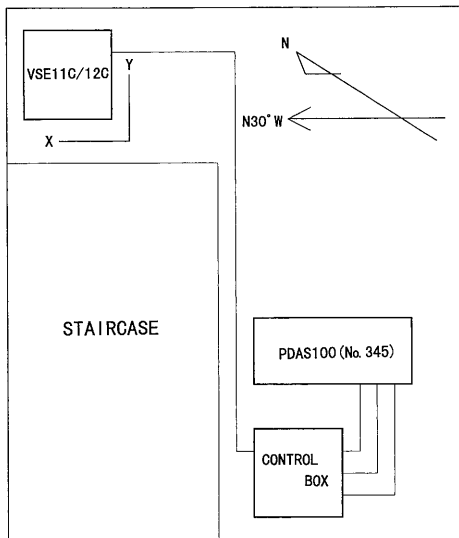 VSE11C/12C
Y
X
N
N30°W
STAIRCASE
PDAS100(No.345)
CONTROL
BOX